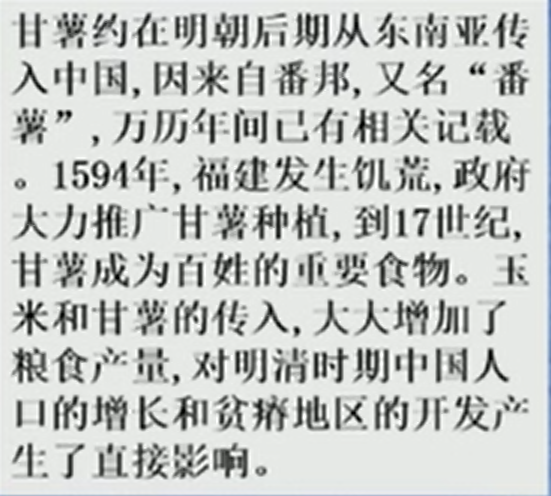 甘薯约在明朝后期从东南亚传
入中国,因来自番邦,又名“番
薯”,万历年间已有相关记载
。1594年,福建发生饥荒,政府
大力推广甘薯种植,到17世纪,
甘薯成为百姓的重要食物。玉
米和甘薯的传入,大大增加了
粮食产量,对明清时期中国人
口的增长和贫瘠地区的开发产
生了直接影响。